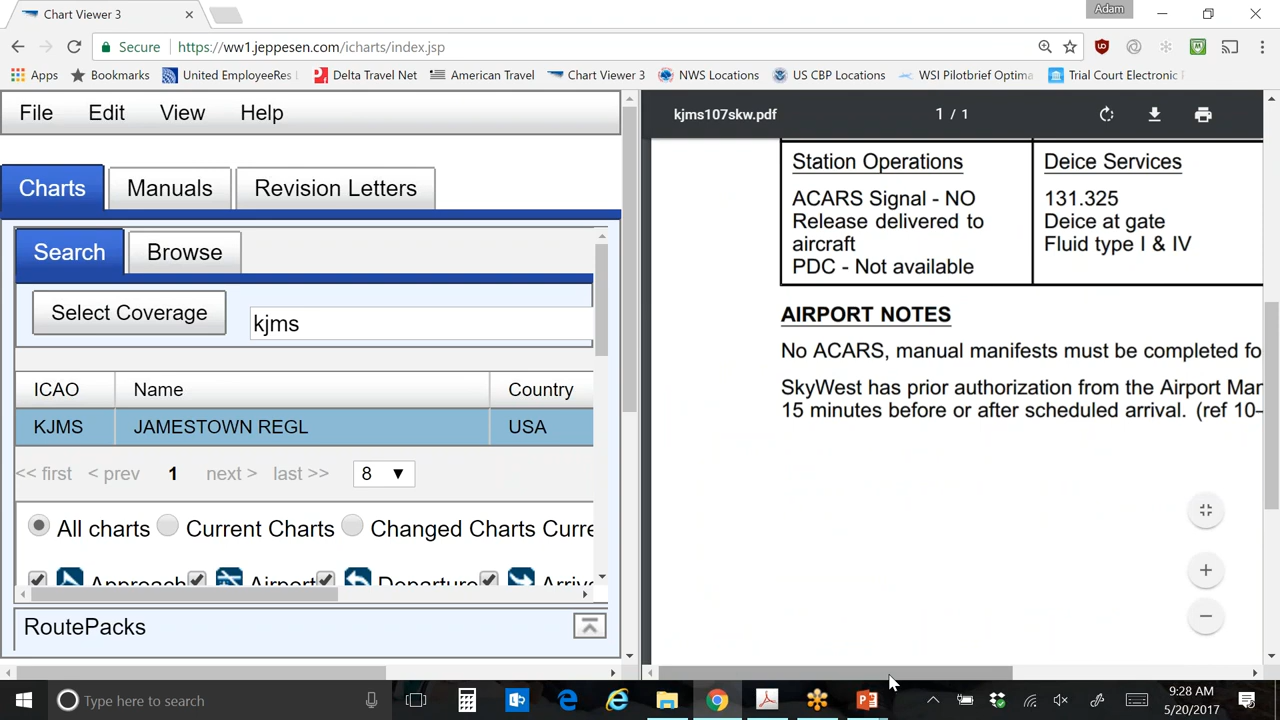 Chart Viewer 3
Adam
Secure
https://ww1.jeppesen.com/icharts/index.jsp
Apps
Bookmarks
United EmployeeRes
Delta Travel Net
American Travel
Chart Viewer 3
NWS Locations
US CBP Locations
WSI Pilotbrief Optima
Trial Court Electronic
File
Edit
View
Help
Charts
Manuals
Revision Letters
Search
Browse
Select Coverage
kjms
ICAO
Name
Country
KJMS
JAMESTOWN REGL
USA
<< first
< prev
1
next >
last >>
8
All charts
Current Charts
Changed Charts Curre
Approach
Airport
Departure
Arriv
RoutePacks
kjms107skw.pdf
1 / 1
Station Operations
ACARS Signal - NO
Release delivered to
aircraft
PDC - Not available
Deice Services
131.325
Deice at gate
Fluid type I & IV
AIRPORT NOTES
No ACARS, manual manifests must be completed fo
SkyWest has prior authorization from the Airport Mar
15 minutes before or after scheduled arrival. (ref 10-
Type here to search
9:28 AM
5/20/2017